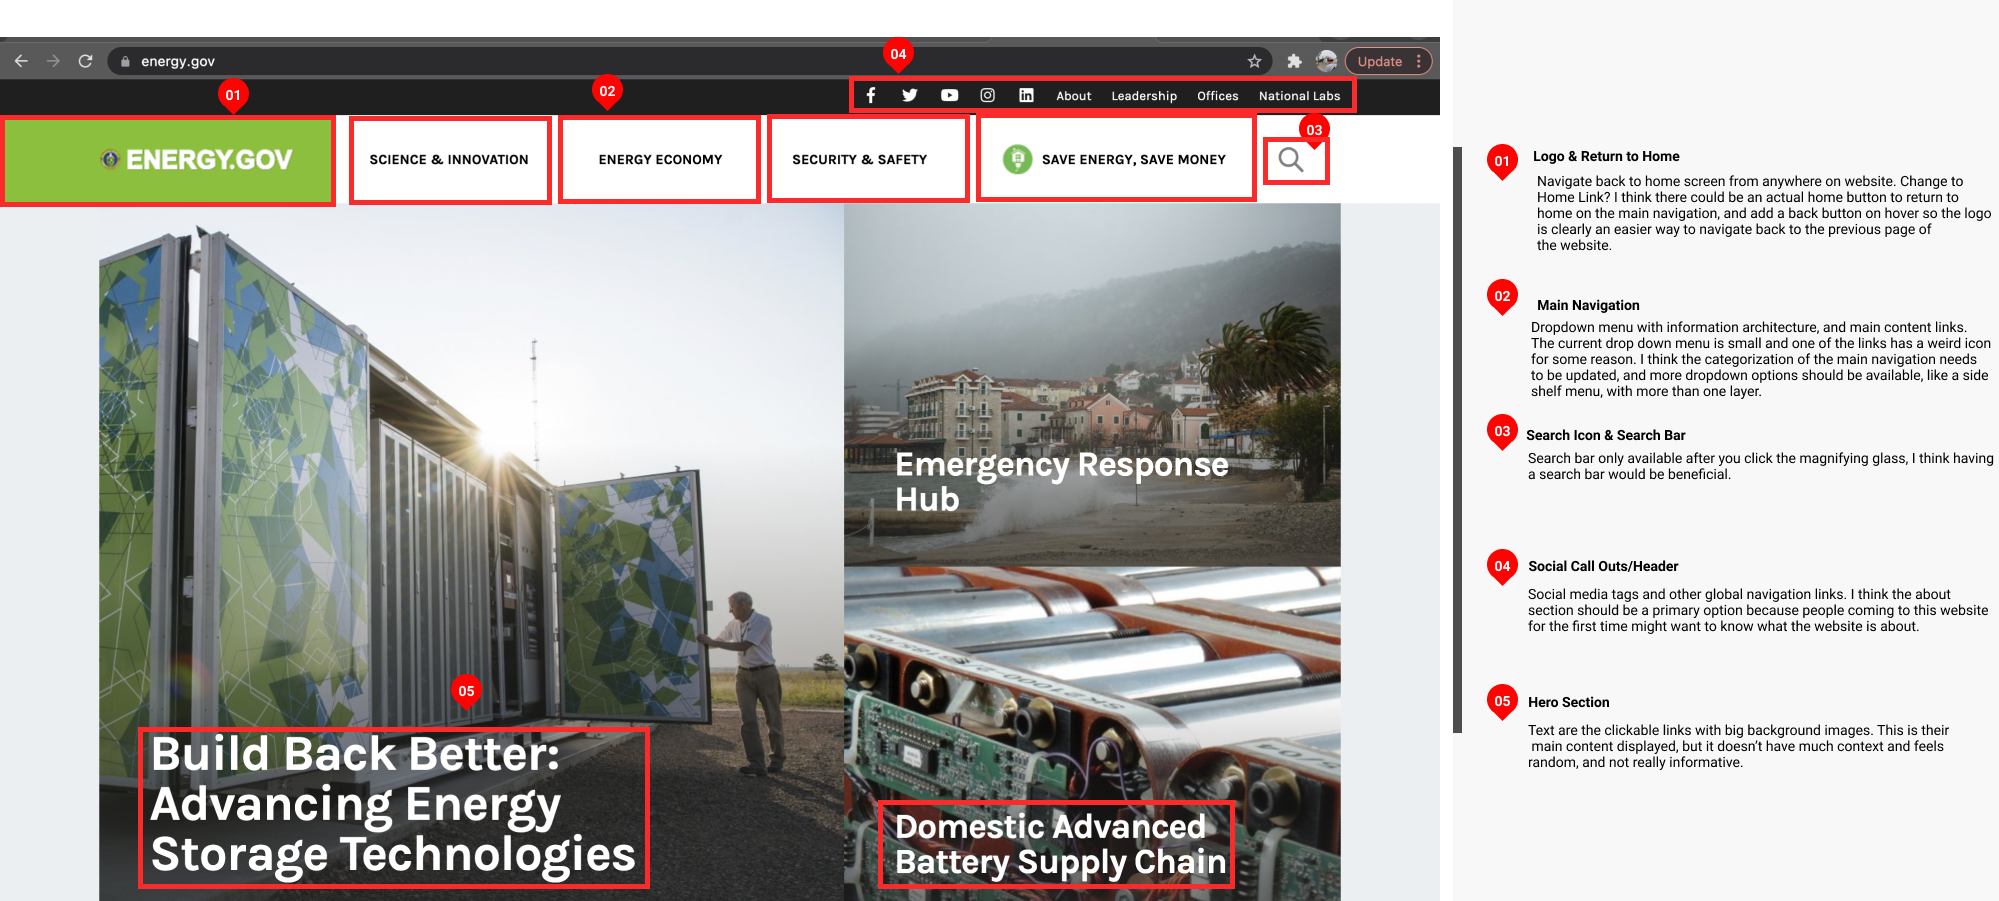 energy.gov
Update
04
01
02
About Leadership Offices National Labs
03
ENERGY.GOV
SCIENCE & INNOVATION
ENERGY ECONOMY
SECURITY & SAFETY
SAVE ENERGY, SAVE MONEY
Emergency Response
Hub
05
Build Back Better:
Advancing Energy
Storage Technologies
Domestic Advanced
Battery Supply Chain
01
Logo & Return to Home
Navigate back to home screen from anywhere on website. Change to
Home Link? I think there could be an actual home button to return to
home on the main navigation, and add a back button on hover so the logo
is clearly an easier way to navigate back to the previous page of
the website.
02
Main Navigation
Dropdown menu with information architecture, and main content links.
The current drop down menu is small and one of the links has a weird icon
for some reason. I think the categorization of the main navigation needs
to be updated, and more dropdown options should be available, like a side
shelf menu, with more than one layer.
03
Search Icon & Search Bar
Search bar only available after you click the magnifying glass, I think having
a search bar would be beneficial.
04
Social Call Outs/Header
Social media tags and other global navigation links. I think the about
section should be a primary option because people coming to this website
for the first time might want to know what the website is about.
05
Hero Section
Text are the clickable links with big background images. This is their
main content displayed, but it doesn't have much context and feels
random, and not really informative.